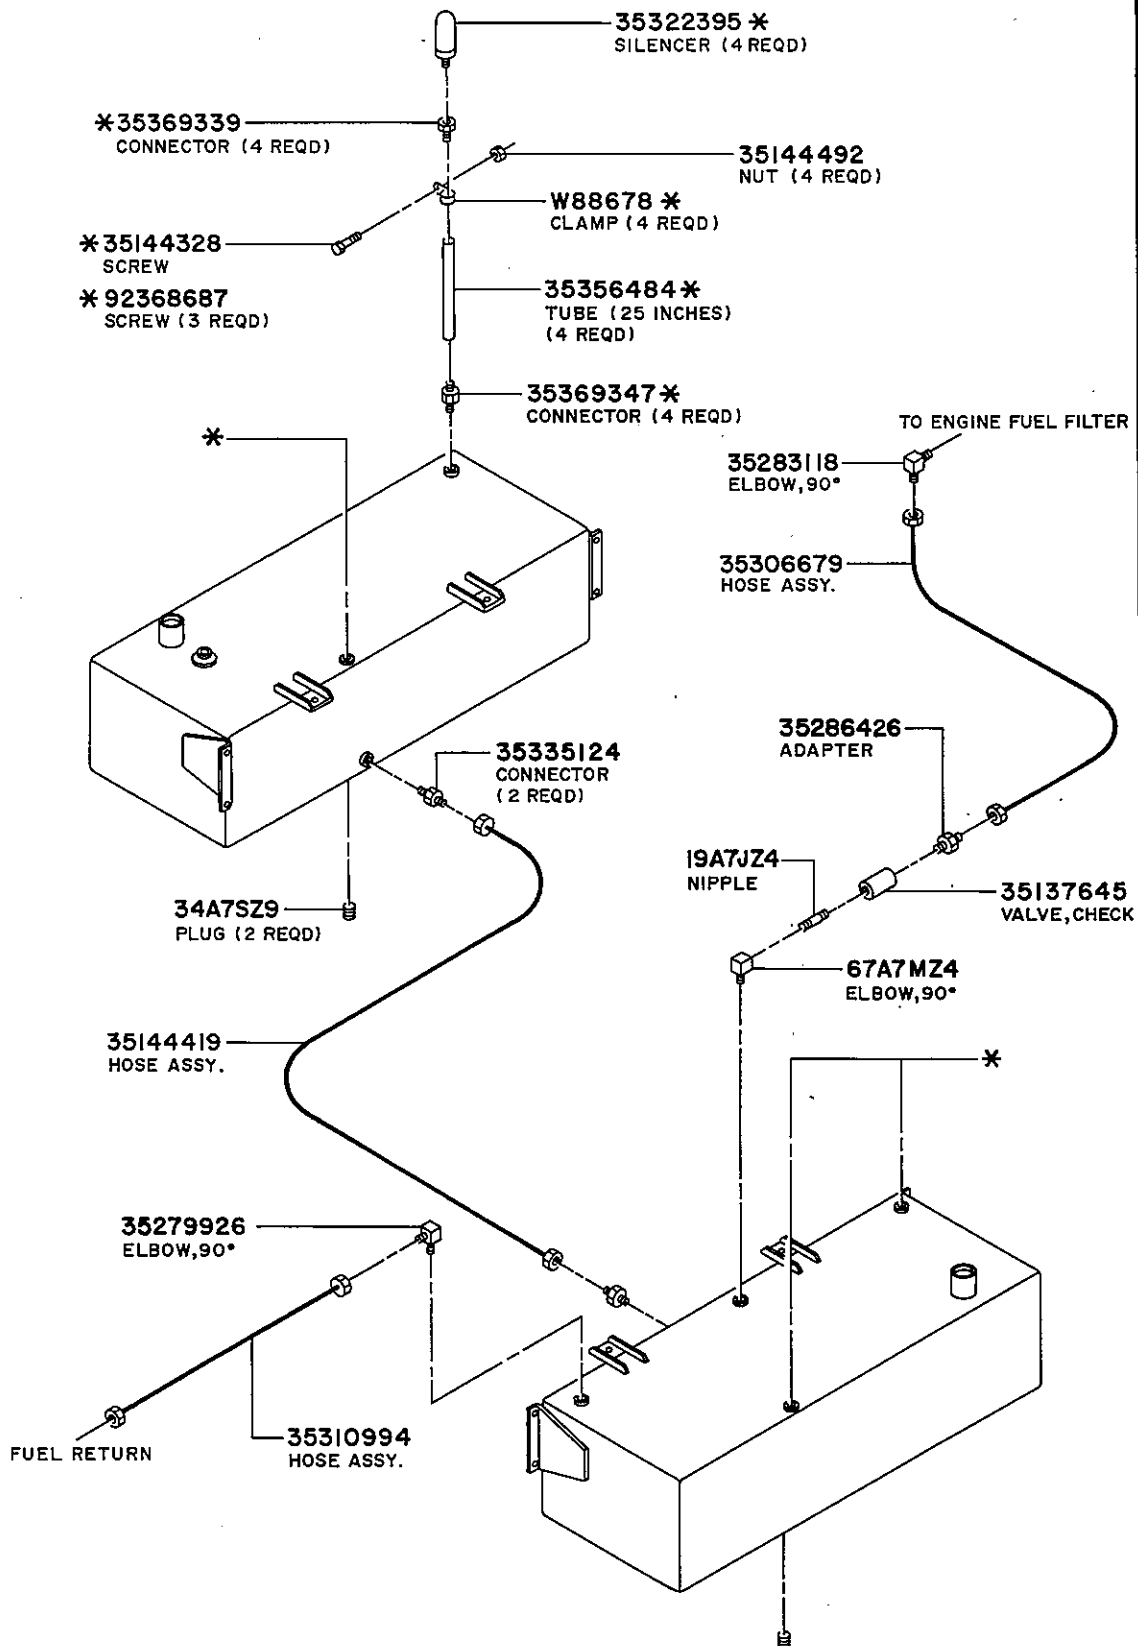 35322395 *
SILENCER (4 REQD)
*35369339
CONNECTOR (4 REQD)
35144492
NUT (4 REQD)
W88678 *
CLAMP (4 REQD)
*35144328
SCREW
*92368687
SCREW (3 REQD)
35356484*
TUBE (25 INCHES)
(4 REQD)
35369347*
CONNECTOR (4 REQD)
*
TO ENGINE FUEL FILTER
35283118
ELBOW, 90°
35306679
HOSE ASSY.
35286426
ADAPTER
35335124
CONNECTOR
(2 REQD)
19A7JZ4
NIPPLE
35137645
VALVE, CHECK
34A7SZ9
PLUG (2 REQD)
67A7MZ4
ELBOW, 90°
35144419
HOSE ASSY.
*
35279926
ELBOW, 90°
35310994
HOSE ASSY.
FUEL RETURN